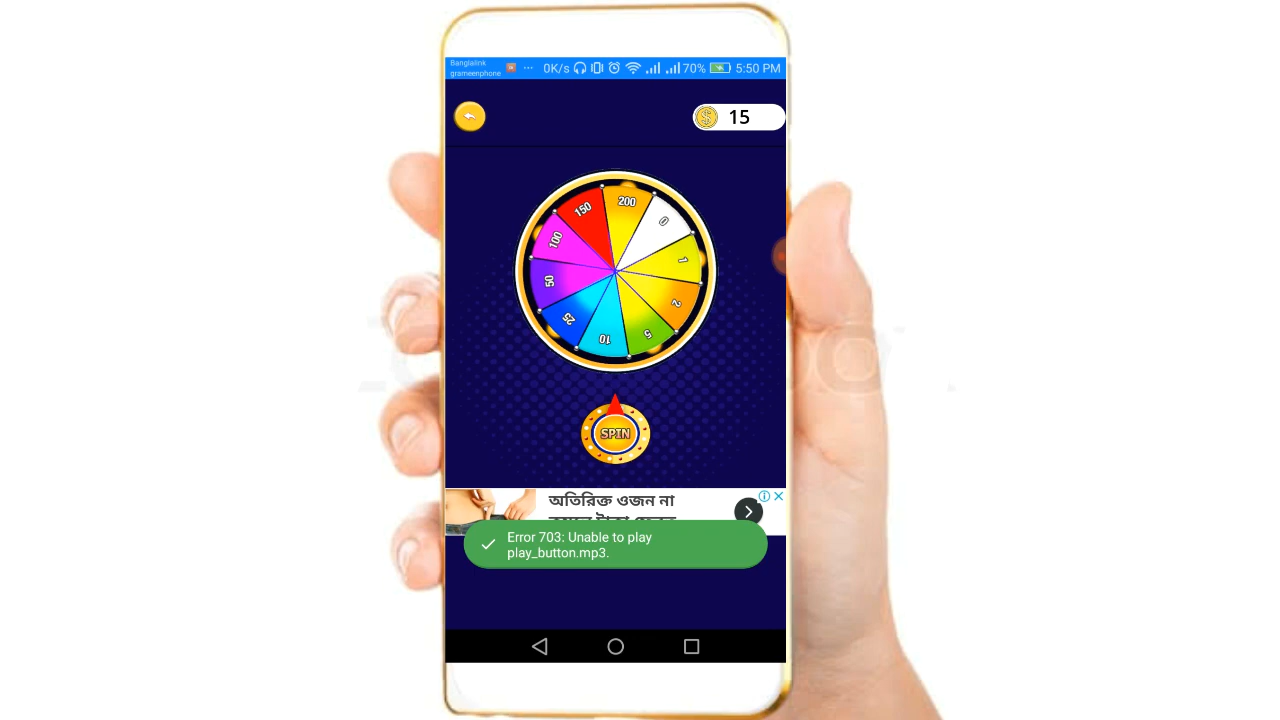 Banglalink
grameenphone
0K/s
70%
5:50 PM
15
200
0
1
2
5
10
25
50
100
150
SPIN
অতিরিক্ত ওজন না
Error 703: Unable to play
play_button.mp3.